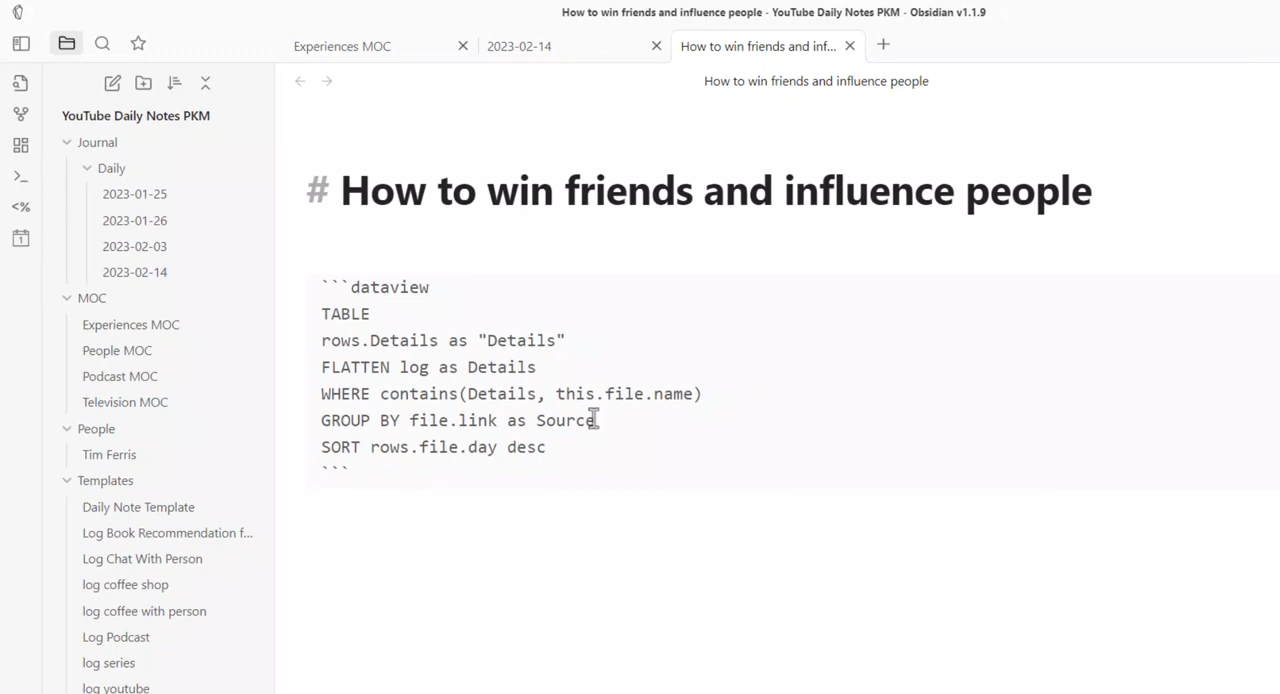 How to win friends and influence people - YouTube Daily Notes PKM - Obsidian v1.1.9
Experiences MOC
2023-02-14
How to win friends and inf...
How to win friends and influence people
YouTube Daily Notes PKM
Journal
Daily
2023-01-25
2023-01-26
2023-02-03
2023-02-14
MOC
Experiences MOC
People MOC
Podcast MOC
Television MOC
People
Tim Ferris
Templates
Daily Note Template
Log Book Recommendation f...
Log Chat With Person
log coffee shop
log coffee with person
Log Podcast
log series
log youtube
# How to win friends and influence people
```dataview
TABLE
rows.Details as "Details"
FLATTEN log as Details
WHERE contains(Details, this.file.name)
GROUP BY file.link as Source
SORT rows.file.day desc
```